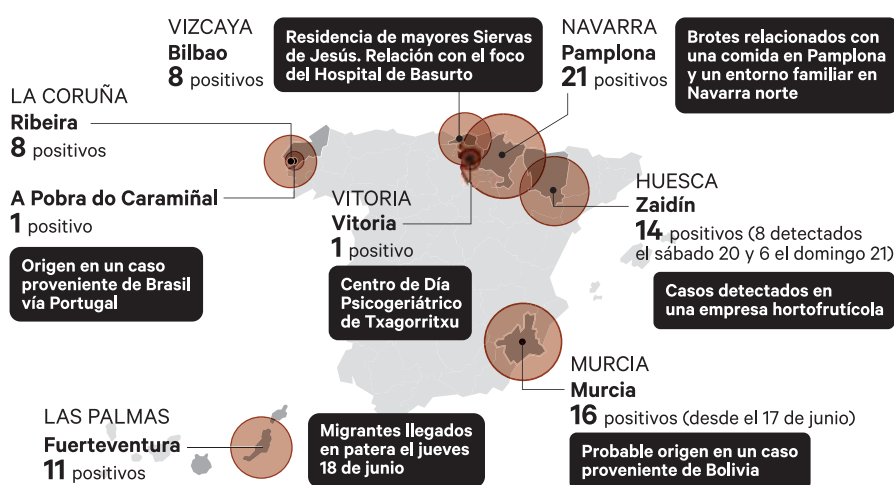 VIZCAYA
Bilbao
8 positivos
Residencia de mayores Siervas
de Jesús. Relación con el foco
del Hospital de Basurto
NAVARRA
Pamplona
21 positivos
Brotes relacionados con
una comida en Pamplona
y un entorno familiar en
Navarra norte
LA CORUÑA
Ribeira
8 positivos
A Pobra do Caramiñal
1 positivo
Origen en un caso
proveniente de Brasil
vía Portugal
VITORIA
Vitoria
1 positivo
Centro de Día
Psicogeriátrico
de Txagorritxu
HUESCA
Zaidín
14 positivos (8 detectados
el sábado 20 y 6 el domingo 21)
Casos detectados en
una empresa hortofrutícola
MURCIA
Murcia
16 positivos (desde el 17 de junio)
Probable origen en un caso
proveniente de Bolivia
LAS PALMAS
Fuerteventura
11 positivos
Migrantes llegados
en patera el jueves
18 de junio